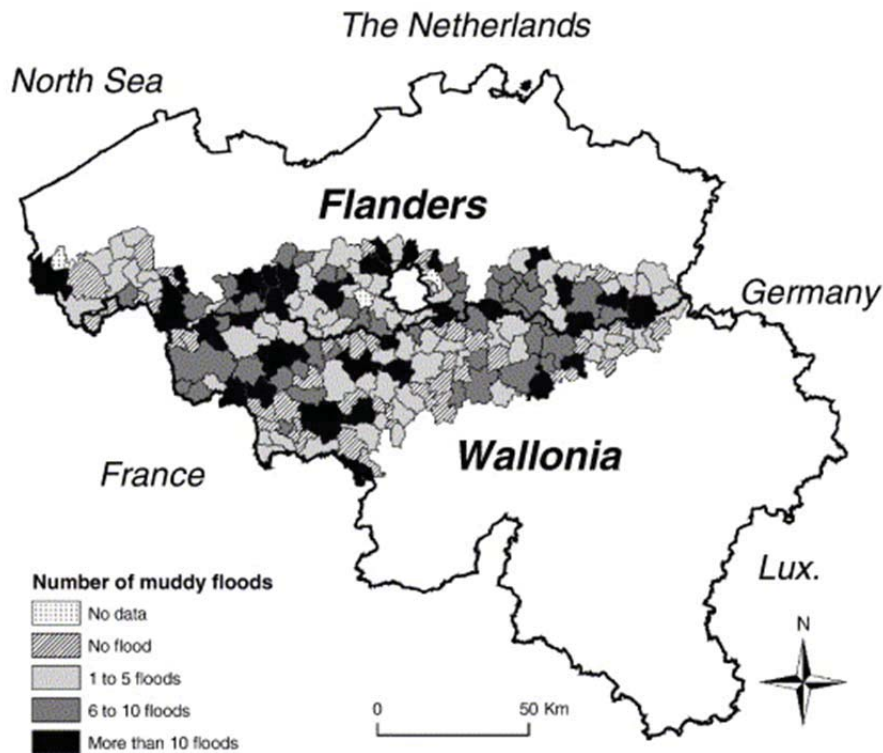 The Netherlands
North Sea
Flanders
Germany
Wallonia
France
Lux.
Number of muddy floods
No data
No flood
1 to 5 floods
6 to 10 floods
More than 10 floods
0 50 Km
N